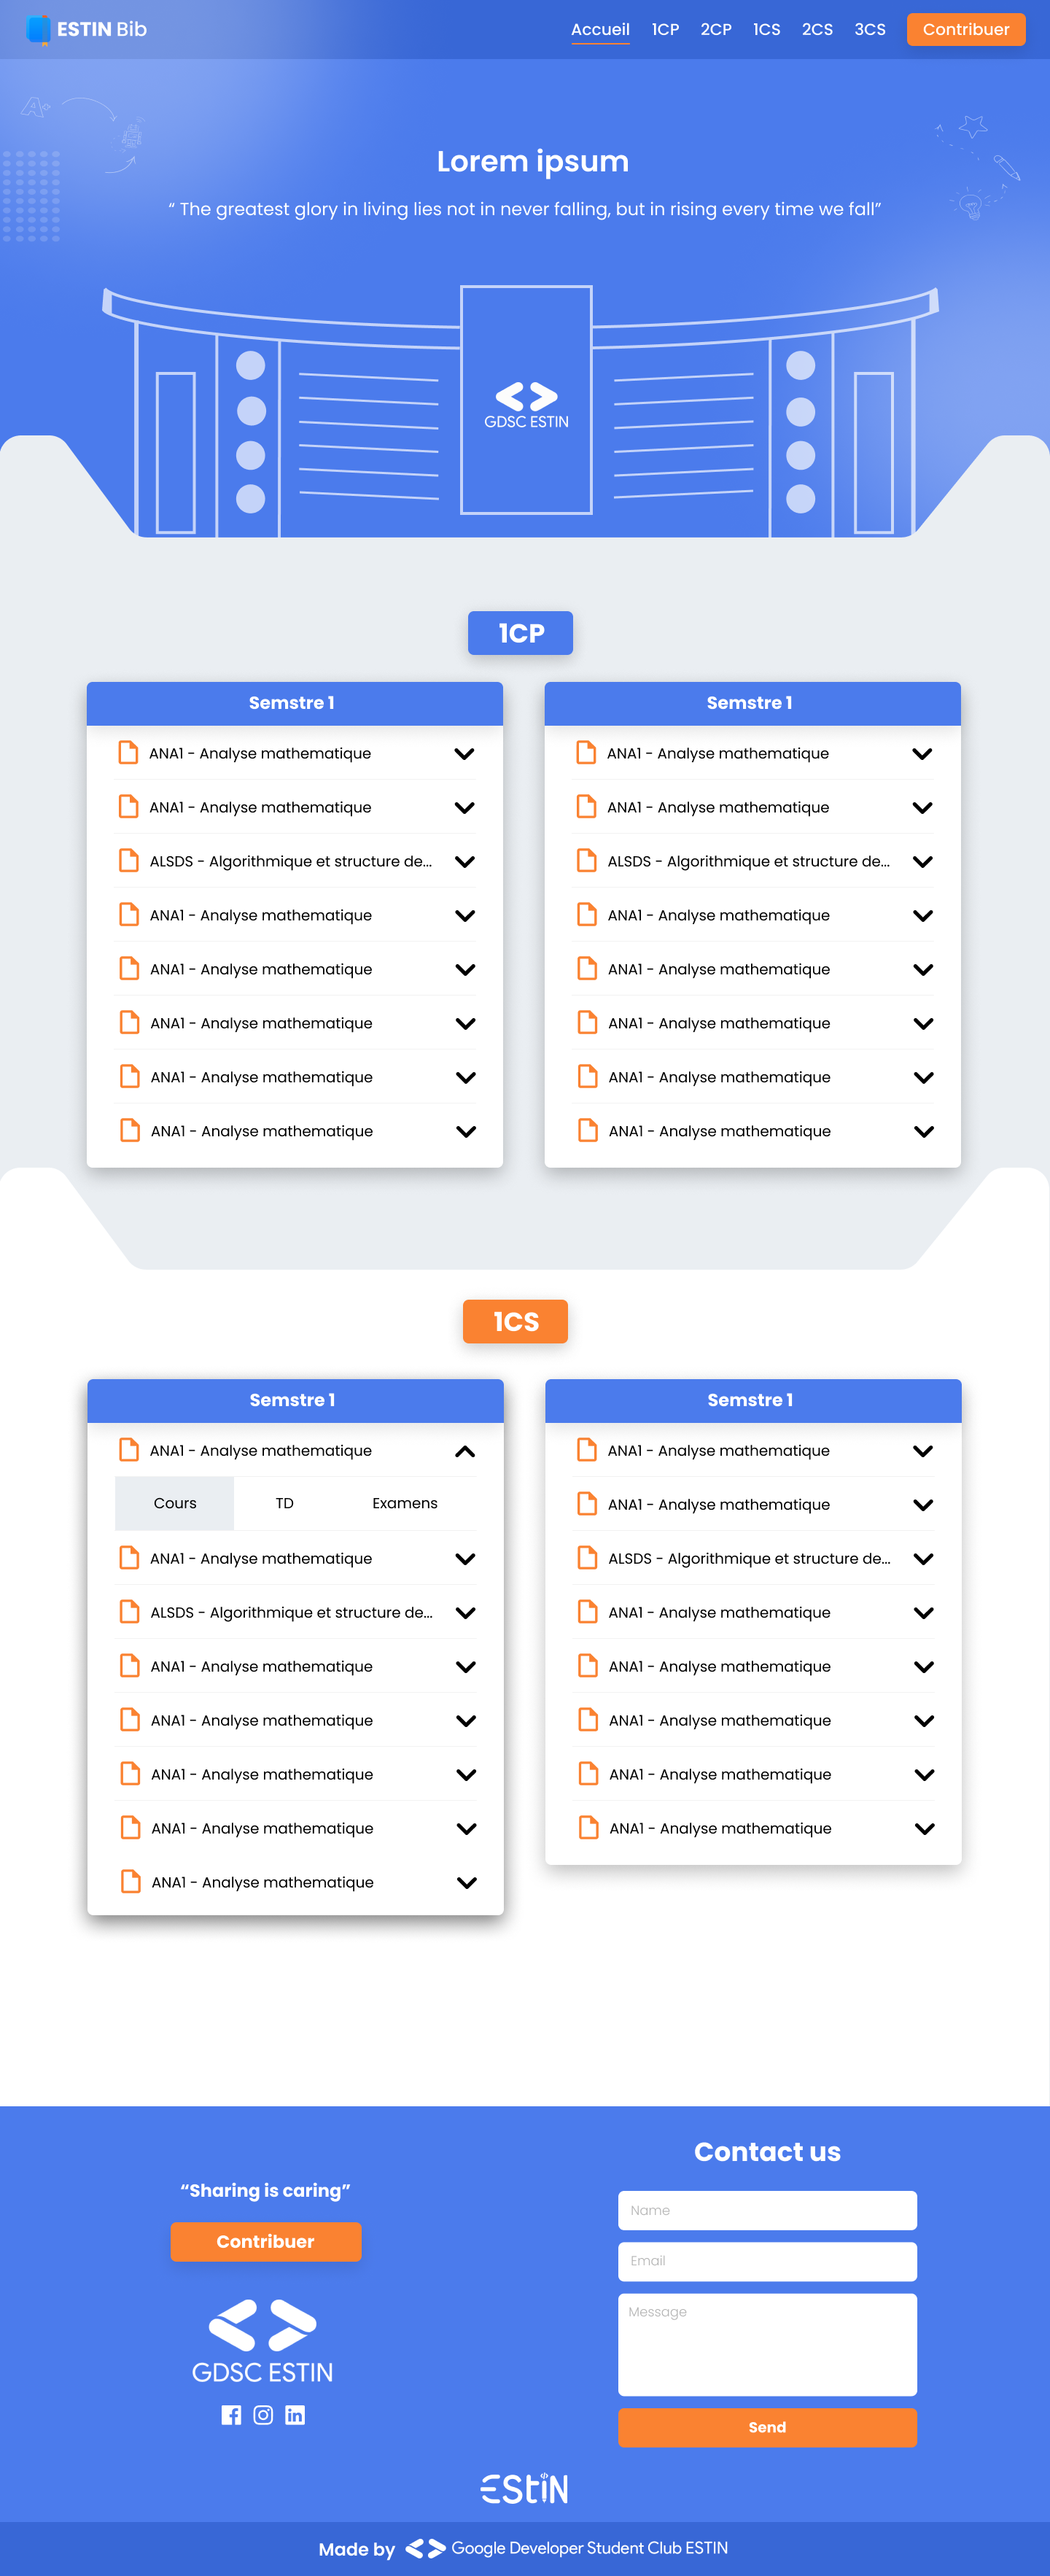 ESTIN Bib
Accueil 1CP 2CP 1CS 2CS 3CS Contribuer
A+
Lorem ipsum
“ The greatest glory in living lies not in never falling, but in rising every time we fall”
GDSC ESTIN
1CP
Semstre 1
ANA1 - Analyse mathematique
ANA1 - Analyse mathematique
ALSDS - Algorithmique et structure de...
ANA1 - Analyse mathematique
ANA1 - Analyse mathematique
ANA1 - Analyse mathematique
ANA1 - Analyse mathematique
ANA1 - Analyse mathematique
Semstre 1
ANA1 - Analyse mathematique
ANA1 - Analyse mathematique
ALSDS - Algorithmique et structure de...
ANA1 - Analyse mathematique
ANA1 - Analyse mathematique
ANA1 - Analyse mathematique
ANA1 - Analyse mathematique
ANA1 - Analyse mathematique
1CS
Semstre 1
ANA1 - Analyse mathematique
Cours TD Examens
ANA1 - Analyse mathematique
ALSDS - Algorithmique et structure de...
ANA1 - Analyse mathematique
ANA1 - Analyse mathematique
ANA1 - Analyse mathematique
ANA1 - Analyse mathematique
ANA1 - Analyse mathematique
Semstre 1
ANA1 - Analyse mathematique
ANA1 - Analyse mathematique
ALSDS - Algorithmique et structure de...
ANA1 - Analyse mathematique
ANA1 - Analyse mathematique
ANA1 - Analyse mathematique
ANA1 - Analyse mathematique
ANA1 - Analyse mathematique
“Sharing is caring”
Contribuer
GDSC ESTIN
Contact us
Name
Email
Message
Send
ESTiN
Made by Google Developer Student Club ESTIN